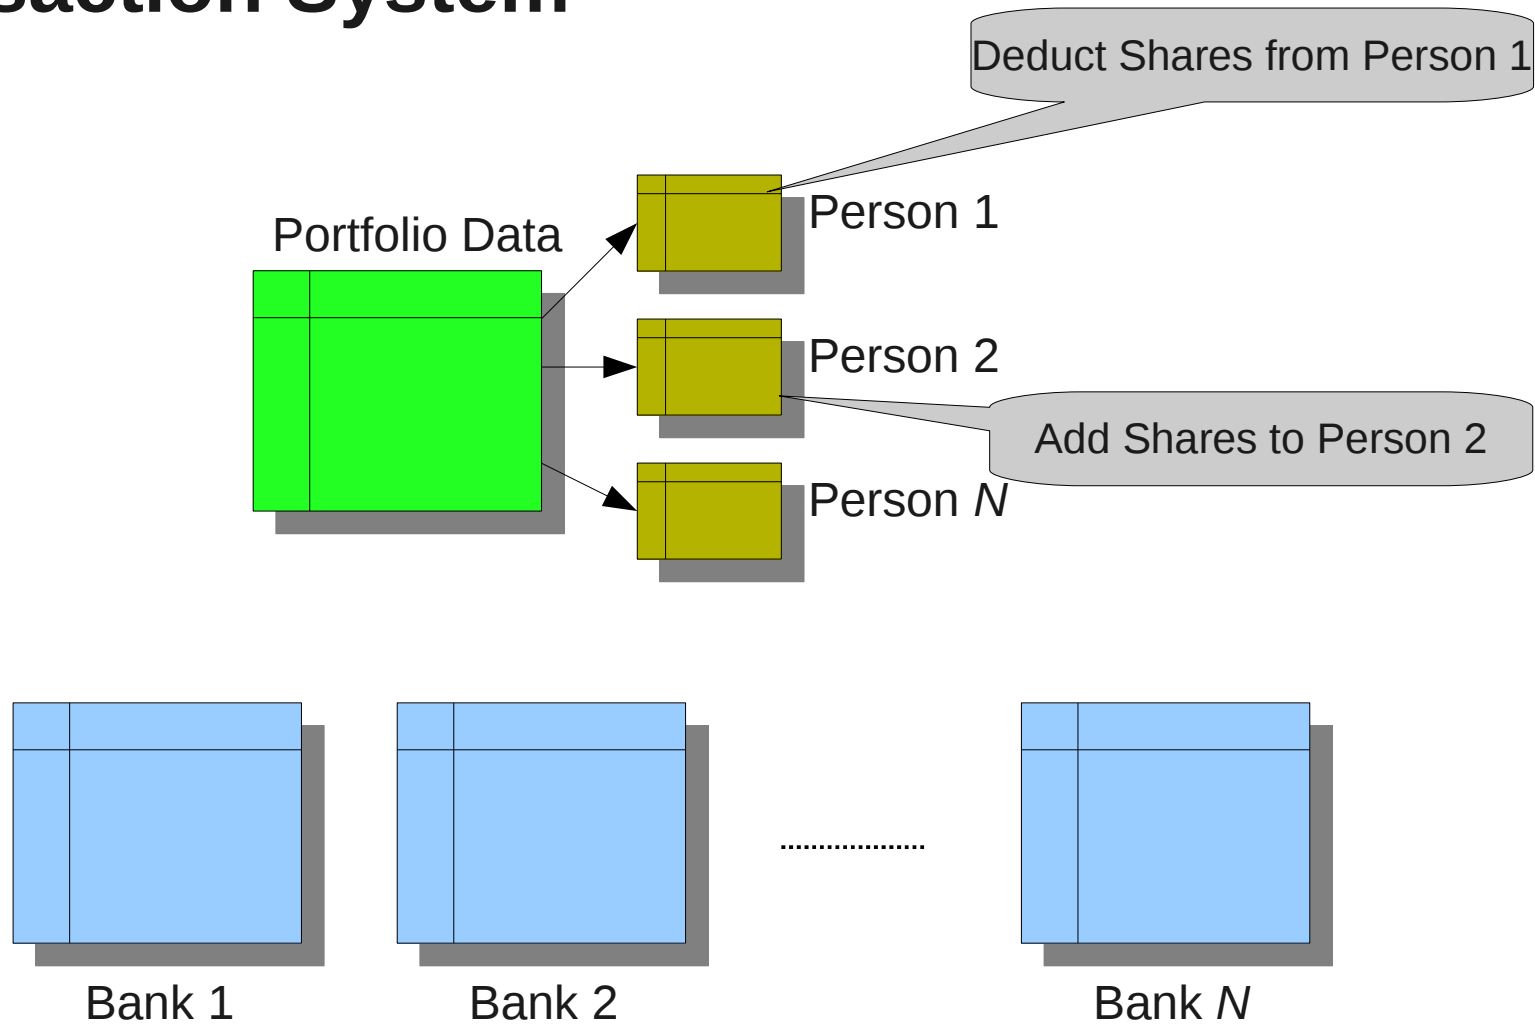 System
Deduct Shares from Person 1
Person 1
Portfolio Data
Person 2
Add Shares to Person 2
Person N
Bank 1
Bank 2
Bank N